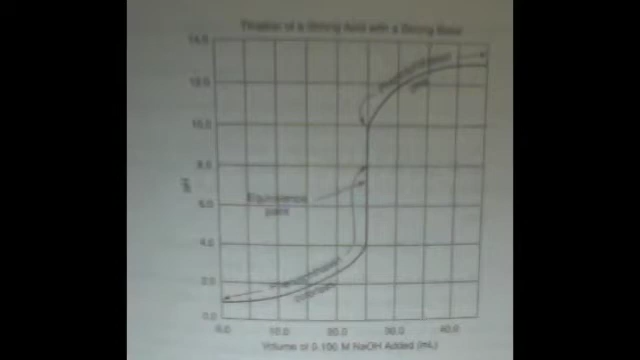 Titration of a Strong Acid with a Strong Base
14.0
12.0
10.0
8.0
pH
Equivalence
point
6.0
4.0
2.0
0.0
0.0 10.0 20.0 30.0 40.0
Volume of 0.100 M NaOH Added (mL)